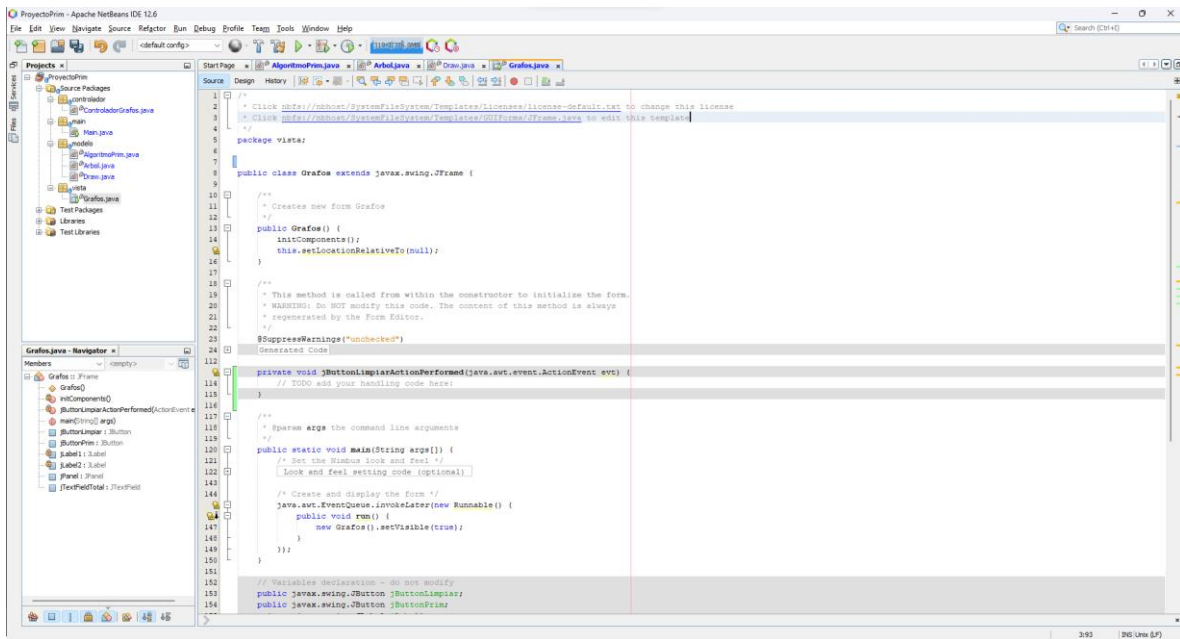 ProyectoPrim - Apache NetBeans IDE 12.6
File Edit View Navigate Source Refactor Run Debug Profile Team Tools Window Help
Search (Ctrl+I)
<default config>
Projects
ProyectoPrim
Source Packages
controlador
ControladorGrafos.java
main
Main.java
modelo
AlgoritmoPrim.java
Arbol.java
Draw.java
vista
Grafos.java
Test Packages
Libraries
Test Libraries
Services
Files
Grafos.java - Navigator
Members <empty>
Grafos :: JFrame
Grafos()
initComponents()
jButtonLimpiarActionPerformed(ActionEvent e
main(String[] args)
jButtonLimpiar : JButton
jButtonPrim : JButton
jLabel1 : JLabel
jLabel2 : JLabel
jPanel : JPanel
jTextFieldTotal : JTextField
Start Page AlgoritmoPrim.java Arbol.java Draw.java Grafos.java
Source Design History
1 /*
2 * Click nbfs://nbhost/SystemFileSystem/Templates/Licenses/license-default.txt to change this license
3 * Click nbfs://nbhost/SystemFileSystem/Templates/GUIForms/JFrame.java to edit this template
4 */
5 package vista;
6
7
8 public class Grafos extends javax.swing.JFrame {
9
10 /**
11 * Creates new form Grafos
12 */
13 public Grafos() {
14 initComponents();
this.setLocationRelativeTo(null);
16 }
17
18 /**
19 * This method is called from within the constructor to initialize the form.
20 * WARNING: Do NOT modify this code. The content of this method is always
21 * regenerated by the Form Editor.
22 */
23 @SuppressWarnings("unchecked")
24 Generated Code
112
private void jButtonLimpiarActionPerformed(java.awt.event.ActionEvent evt) {
114 // TODO add your handling code here:
115 }
116
117 /**
118 * @param args the command line arguments
119 */
120 public static void main(String args[]) {
121 /* Set the Nimbus look and feel */
122 Look and feel setting code (optional)
143
144 /* Create and display the form */
java.awt.EventQueue.invokeLater(new Runnable() {
public void run() {
147 new Grafos().setVisible(true);
148 }
149 });
150 }
151
152 // Variables declaration - do not modify
153 public javax.swing.JButton jButtonLimpiar;
154 public javax.swing.JButton jButtonPrim;
3:93 INS Unix (LF)